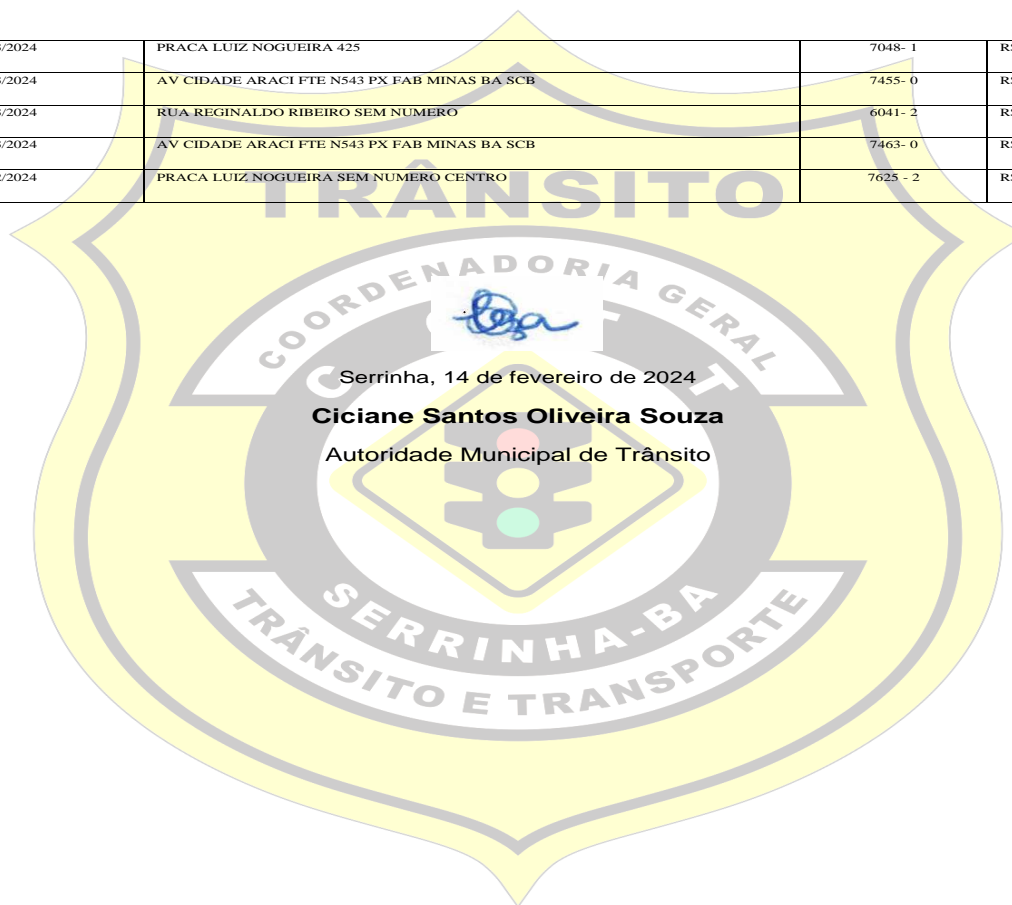 /2024 PRACA LUIZ NOGUEIRA 425 7048- 1 R$
/2024 AV CIDADE ARACI FTE N543 PX FAB MINAS BA SCB 7455- 0 R$
/2024 RUA REGINALDO RIBEIRO SEM NUMERO 6041- 2 R$
/2024 AV CIDADE ARACI FTE N543 PX FAB MINAS BA SCB 7463- 0 R$
/2024 PRACA LUIZ NOGUEIRA SEM NUMERO CENTRO 7625 - 2 R$
TRÂNSITO
COORDENADORIA GERAL
Serrinha, 14 de fevereiro de 2024
Ciciane Santos Oliveira Souza
Autoridade Municipal de Trânsito
SERRINHA-BA
TRÂNSITO E TRANSPORTE